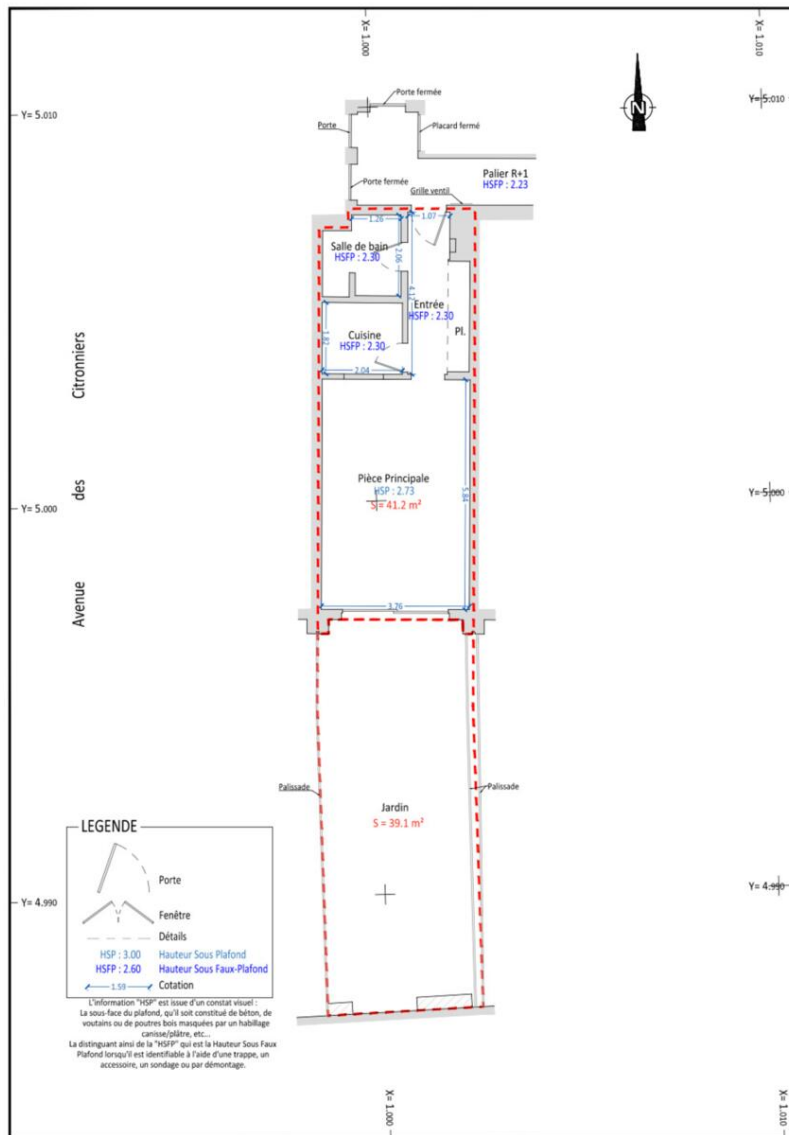 X= 1.000
X= 1.010
Y= 5.010
Y= 5.010
Porte fermée
N
Porte
Placard fermé
Palier R+1
HSFP : 2.23
Porte fermée
Grille ventil
1.26
1.07
Salle de bain
HSFP : 2.30
2.06
4.12
Entrée
HSFP : 2.30
Pl.
Cuisine
HSFP : 2.30
1.82
2.04
Avenue des Citronniers
Pièce Principale
HSP : 2.73
S = 41.2 m²
5.84
Y= 5.000
Y= 5.000
3.76
Palissade
Palissade
Jardin
S = 39.1 m²
LEGENDE
Porte
Fenêtre
Détails
HSP : 3.00 Hauteur Sous Plafond
HSFP : 2.60 Hauteur Sous Faux-Plafond
1.59 Cotation
Y= 4.990
Y= 4.990
L'information "HSP" est issue d'un constat visuel :
La sous-face du plafond, qu'il soit constitué de béton, de
voutains ou de poutres bois masquées par un habillage
canisse/plâtre, etc...
La distinguant ainsi de la "HSFP" qui est la Hauteur Sous Faux
Plafond lorsqu'il est identifiable à l'aide d'une trappe, un
accessoire, un sondage ou par démontage.
X= 1.000
X= 1.010